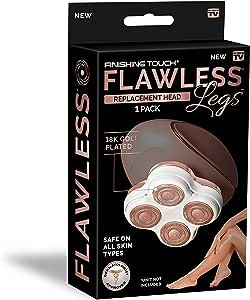 NEW
FLAWLESS
NEW
AS SEEN ON
TV
FINISHING TOUCH
FLAWLESS
Legs
REPLACEMENT HEAD
1 PACK
18K GOLD
PLATED
SAFE ON
ALL SKIN
TYPES
*UNIT NOT
INCLUDED